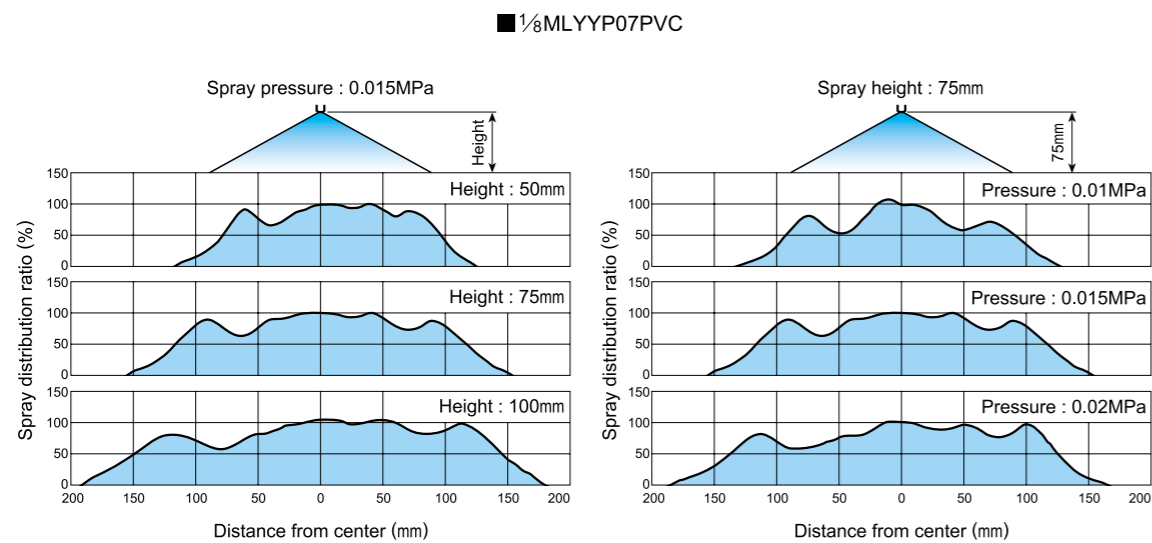 ■⅛MLYYP07PVC
Spray pressure : 0.015MPa
Height
Spray distribution ratio (%)
150
100
50
0
Height : 50mm
150
100
50
0
Height : 75mm
150
100
50
0
Height : 100mm
200 150 100 50 0 50 100 150 200
Distance from center (mm)
Spray height : 75mm
75mm
Spray distribution ratio (%)
150
100
50
0
Pressure : 0.01MPa
150
100
50
0
Pressure : 0.015MPa
150
100
50
0
Pressure : 0.02MPa
200 150 100 50 0 50 100 150 200
Distance from center (mm)